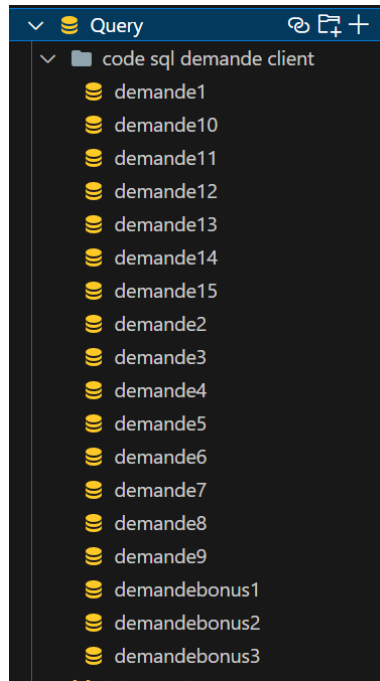 Query
code sql demande client
demande1
demande10
demande11
demande12
demande13
demande14
demande15
demande2
demande3
demande4
demande5
demande6
demande7
demande8
demande9
demandebonus1
demandebonus2
demandebonus3